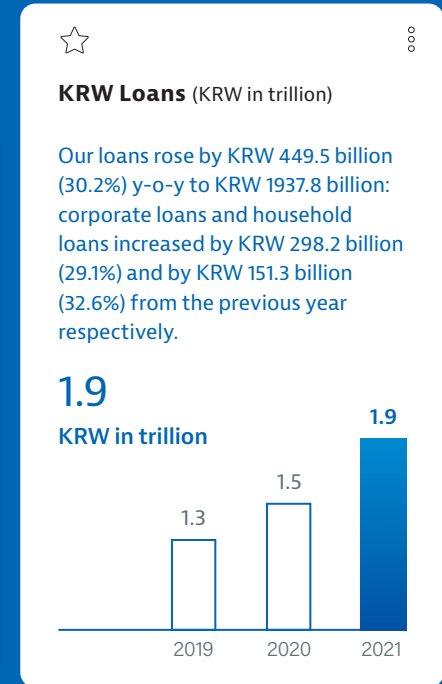 KRW Loans (KRW in trillion)
Our loans rose by KRW 449.5 billion
(30.2%) y-o-y to KRW 1937.8 billion:
corporate loans and household
loans increased by KRW 298.2 billion
(29.1%) and by KRW 151.3 billion
(32.6%) from the previous year
respectively.
1.9
KRW in trillion
1.9
1.5
1.3
2019 2020 2021